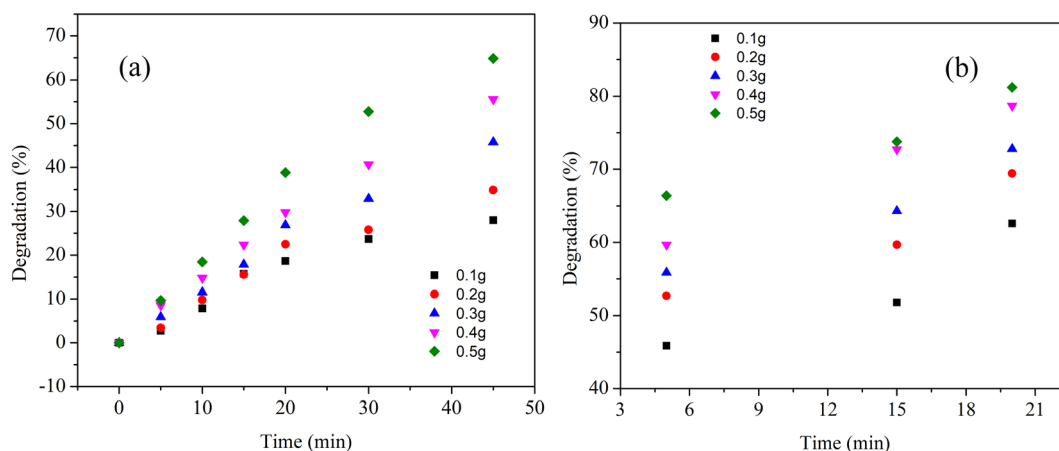 (a)
Degradation (%)
70
60
50
40
30
20
10
0
-10
0.1g
0.2g
0.3g
0.4g
0.5g
0 10 20 30 40 50
Time (min)
(b)
Degradation (%)
90
80
70
60
50
40
0.1g
0.2g
0.3g
0.4g
0.5g
3 6 9 12 15 18 21
Time (min)